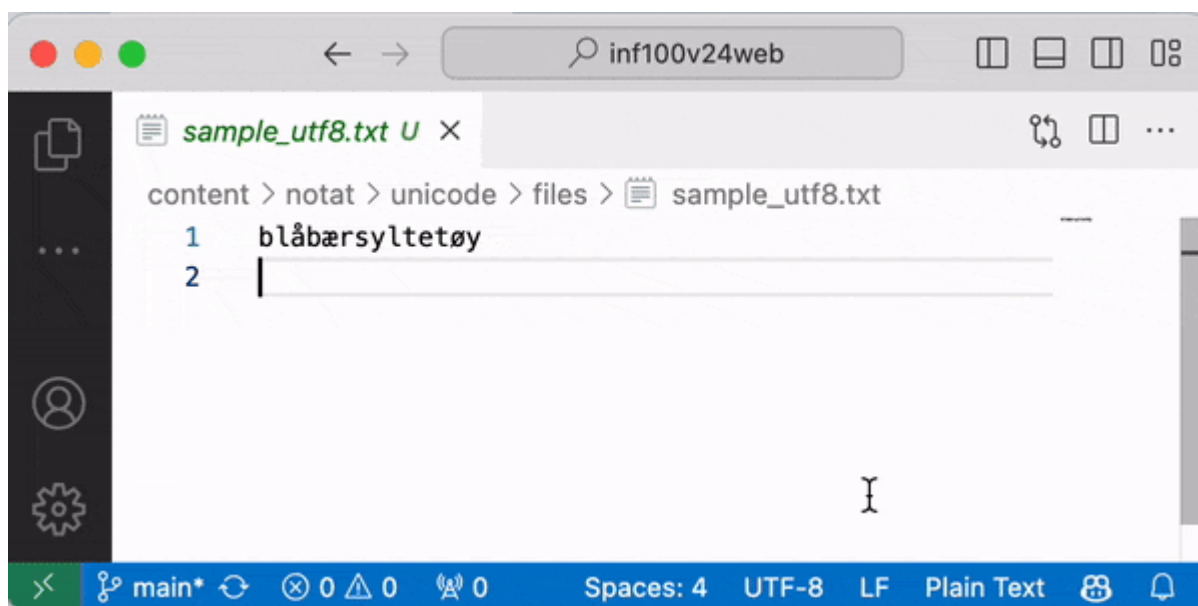 inf100v24web
sample_utf8.txt U
content > notat > unicode > files > sample_utf8.txt
1 blåbærsyltetøy
2
main* 0 0 0 Spaces: 4 UTF-8 LF Plain Text